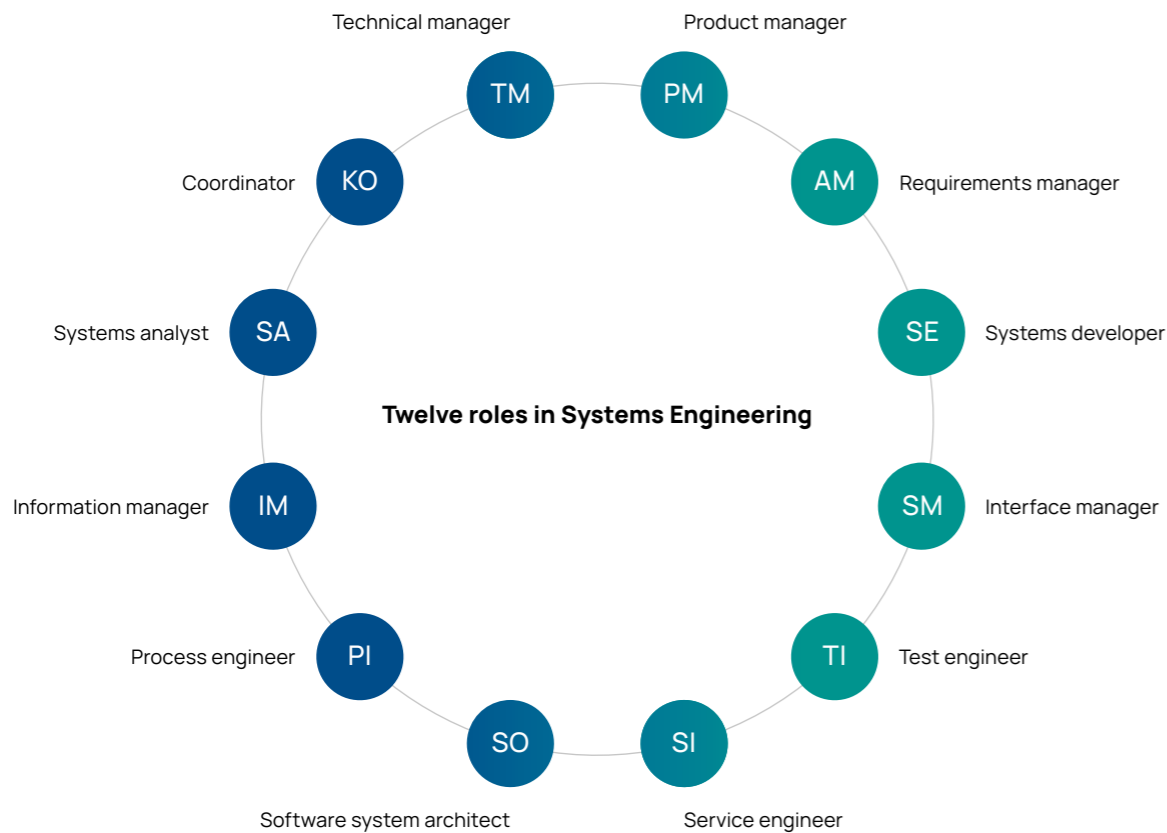 Technical manager
Product manager
TM
PM
Coordinator
KO
AM
Requirements manager
Systems analyst
SA
SE
Systems developer
Twelve roles in Systems Engineering
Information manager
IM
SM
Interface manager
Process engineer
PI
TI
Test engineer
SO
SI
Software system architect
Service engineer